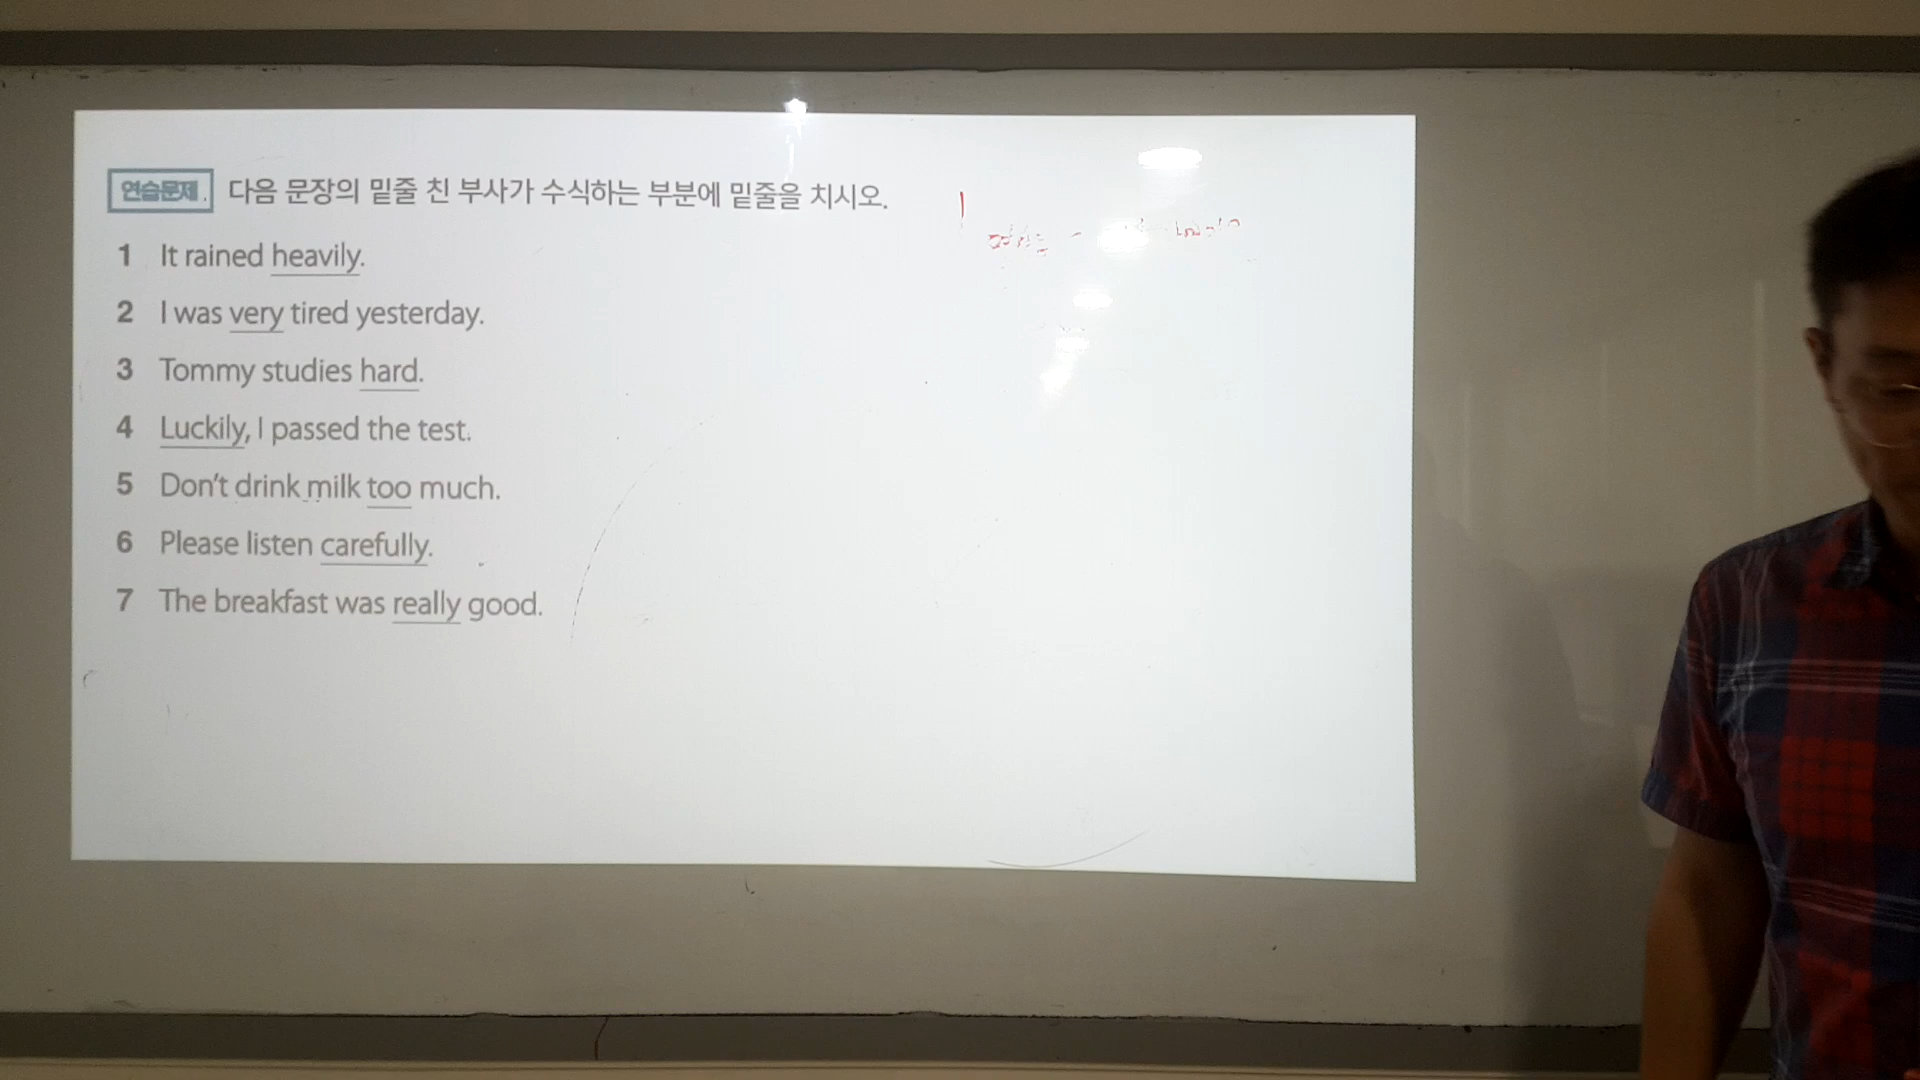 연습문제 다음 문장의 밑줄 친 부사가 수식하는 부분에 밑줄을 치시오.
1 It rained heavily.
2 I was very tired yesterday.
3 Tommy studies hard.
4 Luckily, I passed the test.
5 Don't drink milk too much.
6 Please listen carefully.
7 The breakfast was really good.